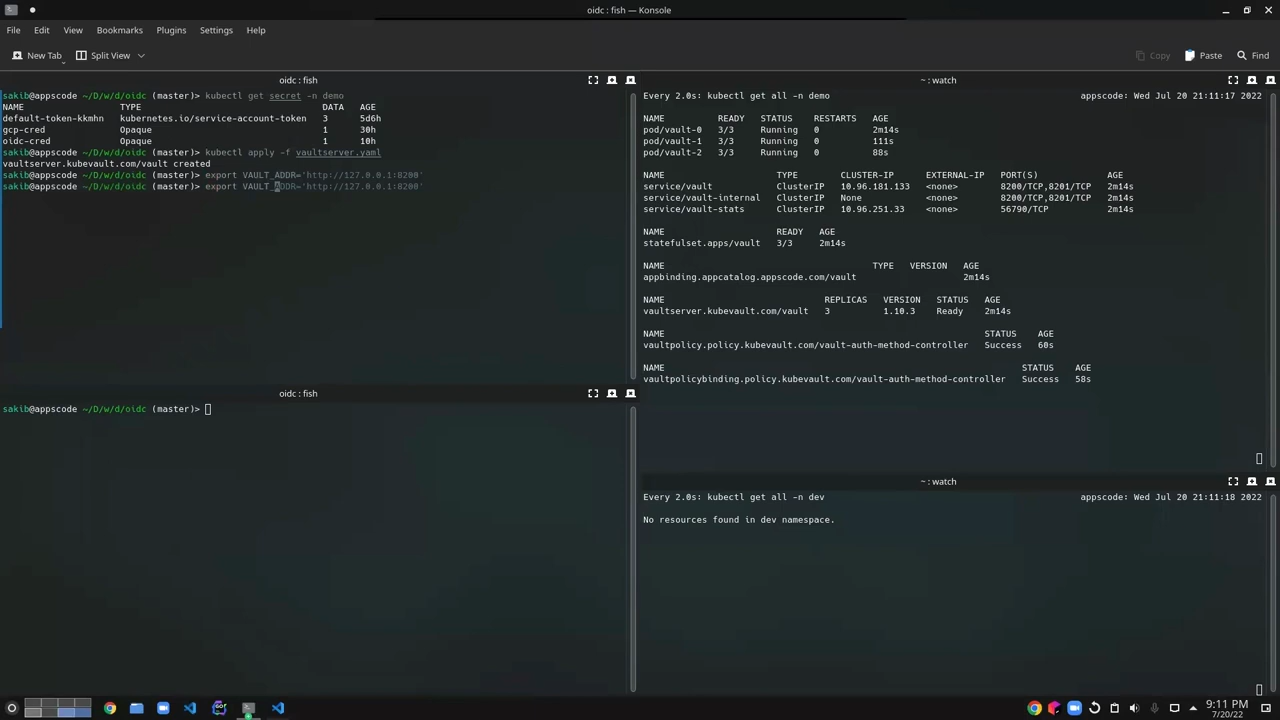 oidc : fish — Konsole
File Edit View Bookmarks Plugins Settings Help
New Tab Split View Copy Paste Find
oidc : fish
sakib@appscode ~/D/w/d/oidc (master)> kubectl get secret -n demo
NAME TYPE DATA AGE
default-token-kkmhn kubernetes.io/service-account-token 3 5d6h
gcp-cred Opaque 1 30h
oidc-cred Opaque 1 10h
sakib@appscode ~/D/w/d/oidc (master)> kubectl apply -f vaultserver.yaml
vaultserver.kubevault.com/vault created
sakib@appscode ~/D/w/d/oidc (master)> export VAULT_ADDR='http://127.0.0.1:8200'
sakib@appscode ~/D/w/d/oidc (master)> export VAULT_ADDR='http://127.0.0.1:8200'
oidc : fish
sakib@appscode ~/D/w/d/oidc (master)>
~ : watch
Every 2.0s: kubectl get all -n demo appscode: Wed Jul 20 21:11:17 2022
NAME READY STATUS RESTARTS AGE
pod/vault-0 3/3 Running 0 2m14s
pod/vault-1 3/3 Running 0 111s
pod/vault-2 3/3 Running 0 88s
NAME TYPE CLUSTER-IP EXTERNAL-IP PORT(S) AGE
service/vault ClusterIP 10.96.181.133 <none> 8200/TCP,8201/TCP 2m14s
service/vault-internal ClusterIP None <none> 8200/TCP,8201/TCP 2m14s
service/vault-stats ClusterIP 10.96.251.33 <none> 56790/TCP 2m14s
NAME READY AGE
statefulset.apps/vault 3/3 2m14s
NAME TYPE VERSION AGE
appbinding.appcatalog.appscode.com/vault 2m14s
NAME REPLICAS VERSION STATUS AGE
vaultserver.kubevault.com/vault 3 1.10.3 Ready 2m14s
NAME STATUS AGE
vaultpolicy.policy.kubevault.com/vault-auth-method-controller Success 60s
NAME STATUS AGE
vaultpolicybinding.policy.kubevault.com/vault-auth-method-controller Success 58s
~ : watch
Every 2.0s: kubectl get all -n dev appscode: Wed Jul 20 21:11:18 2022
No resources found in dev namespace.
9:11 PM
7/20/22